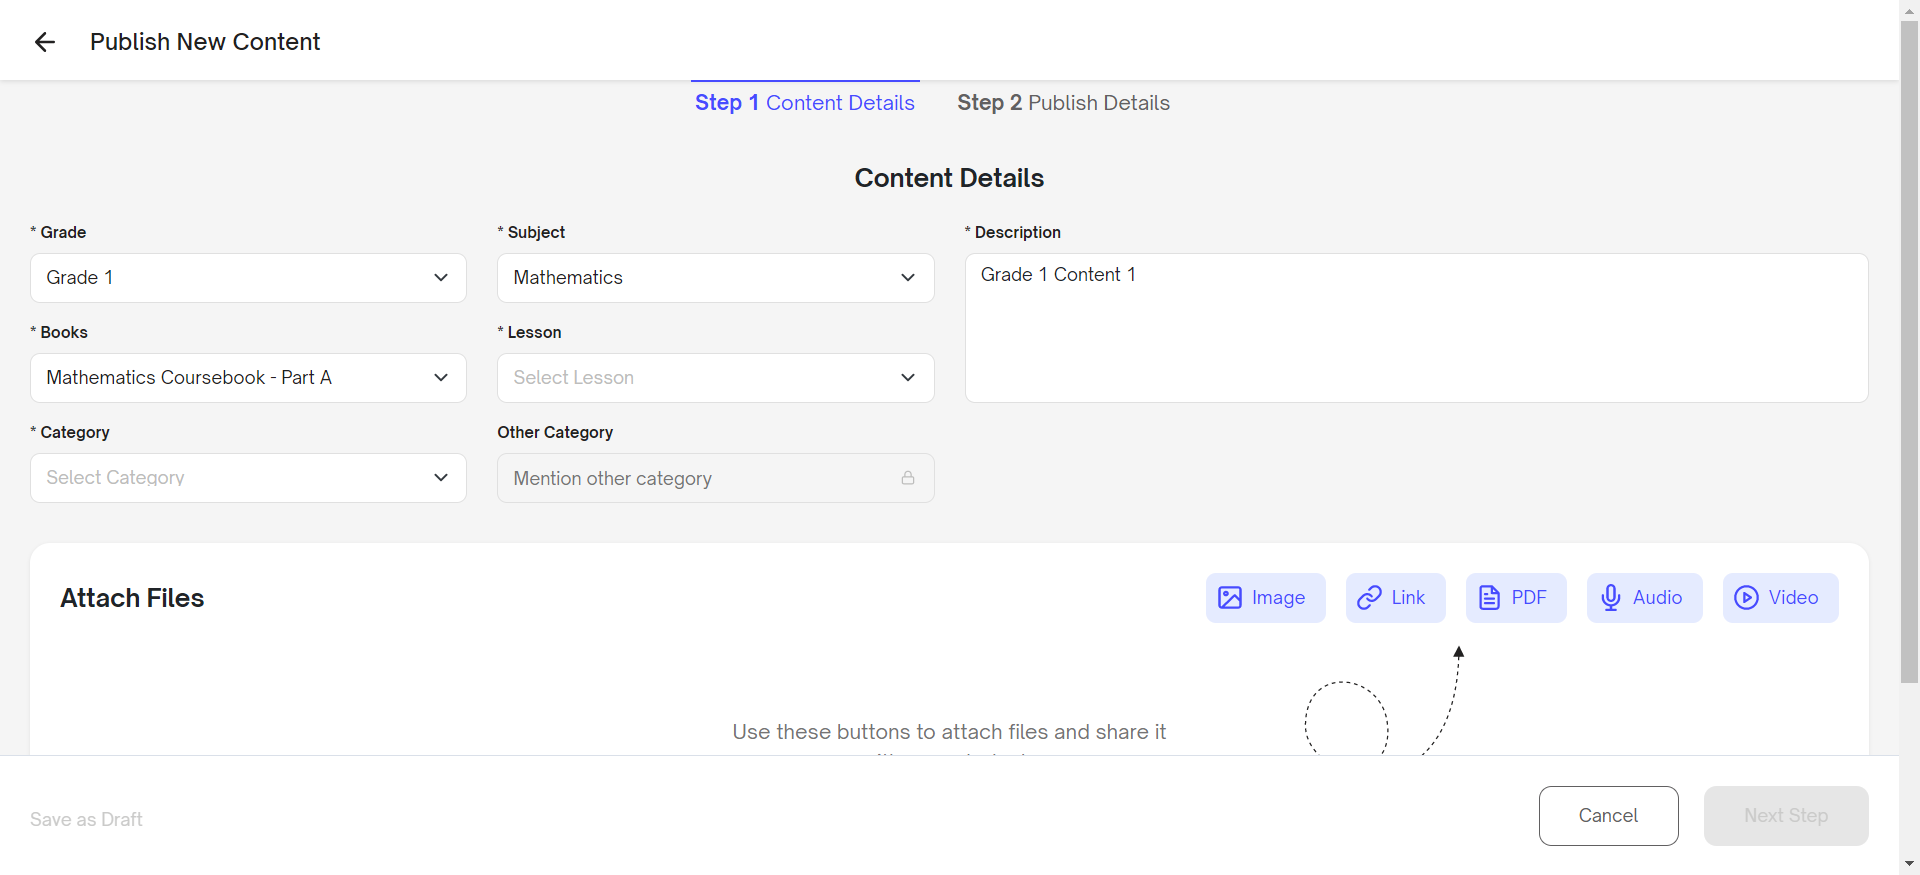 Publish New Content
Step 1 Content Details
Step 2 Publish Details
Content Details
* Grade
* Subject
* Description
Grade 1
Mathematics
Grade 1 Content 1
* Books
* Lesson
Mathematics Coursebook - Part A
Select Lesson
* Category
Other Category
Select Category
Mention other category
Attach Files
Image
Link
PDF
Audio
Video
Use these buttons to attach files and share it
Save as Draft
Cancel
Next Step